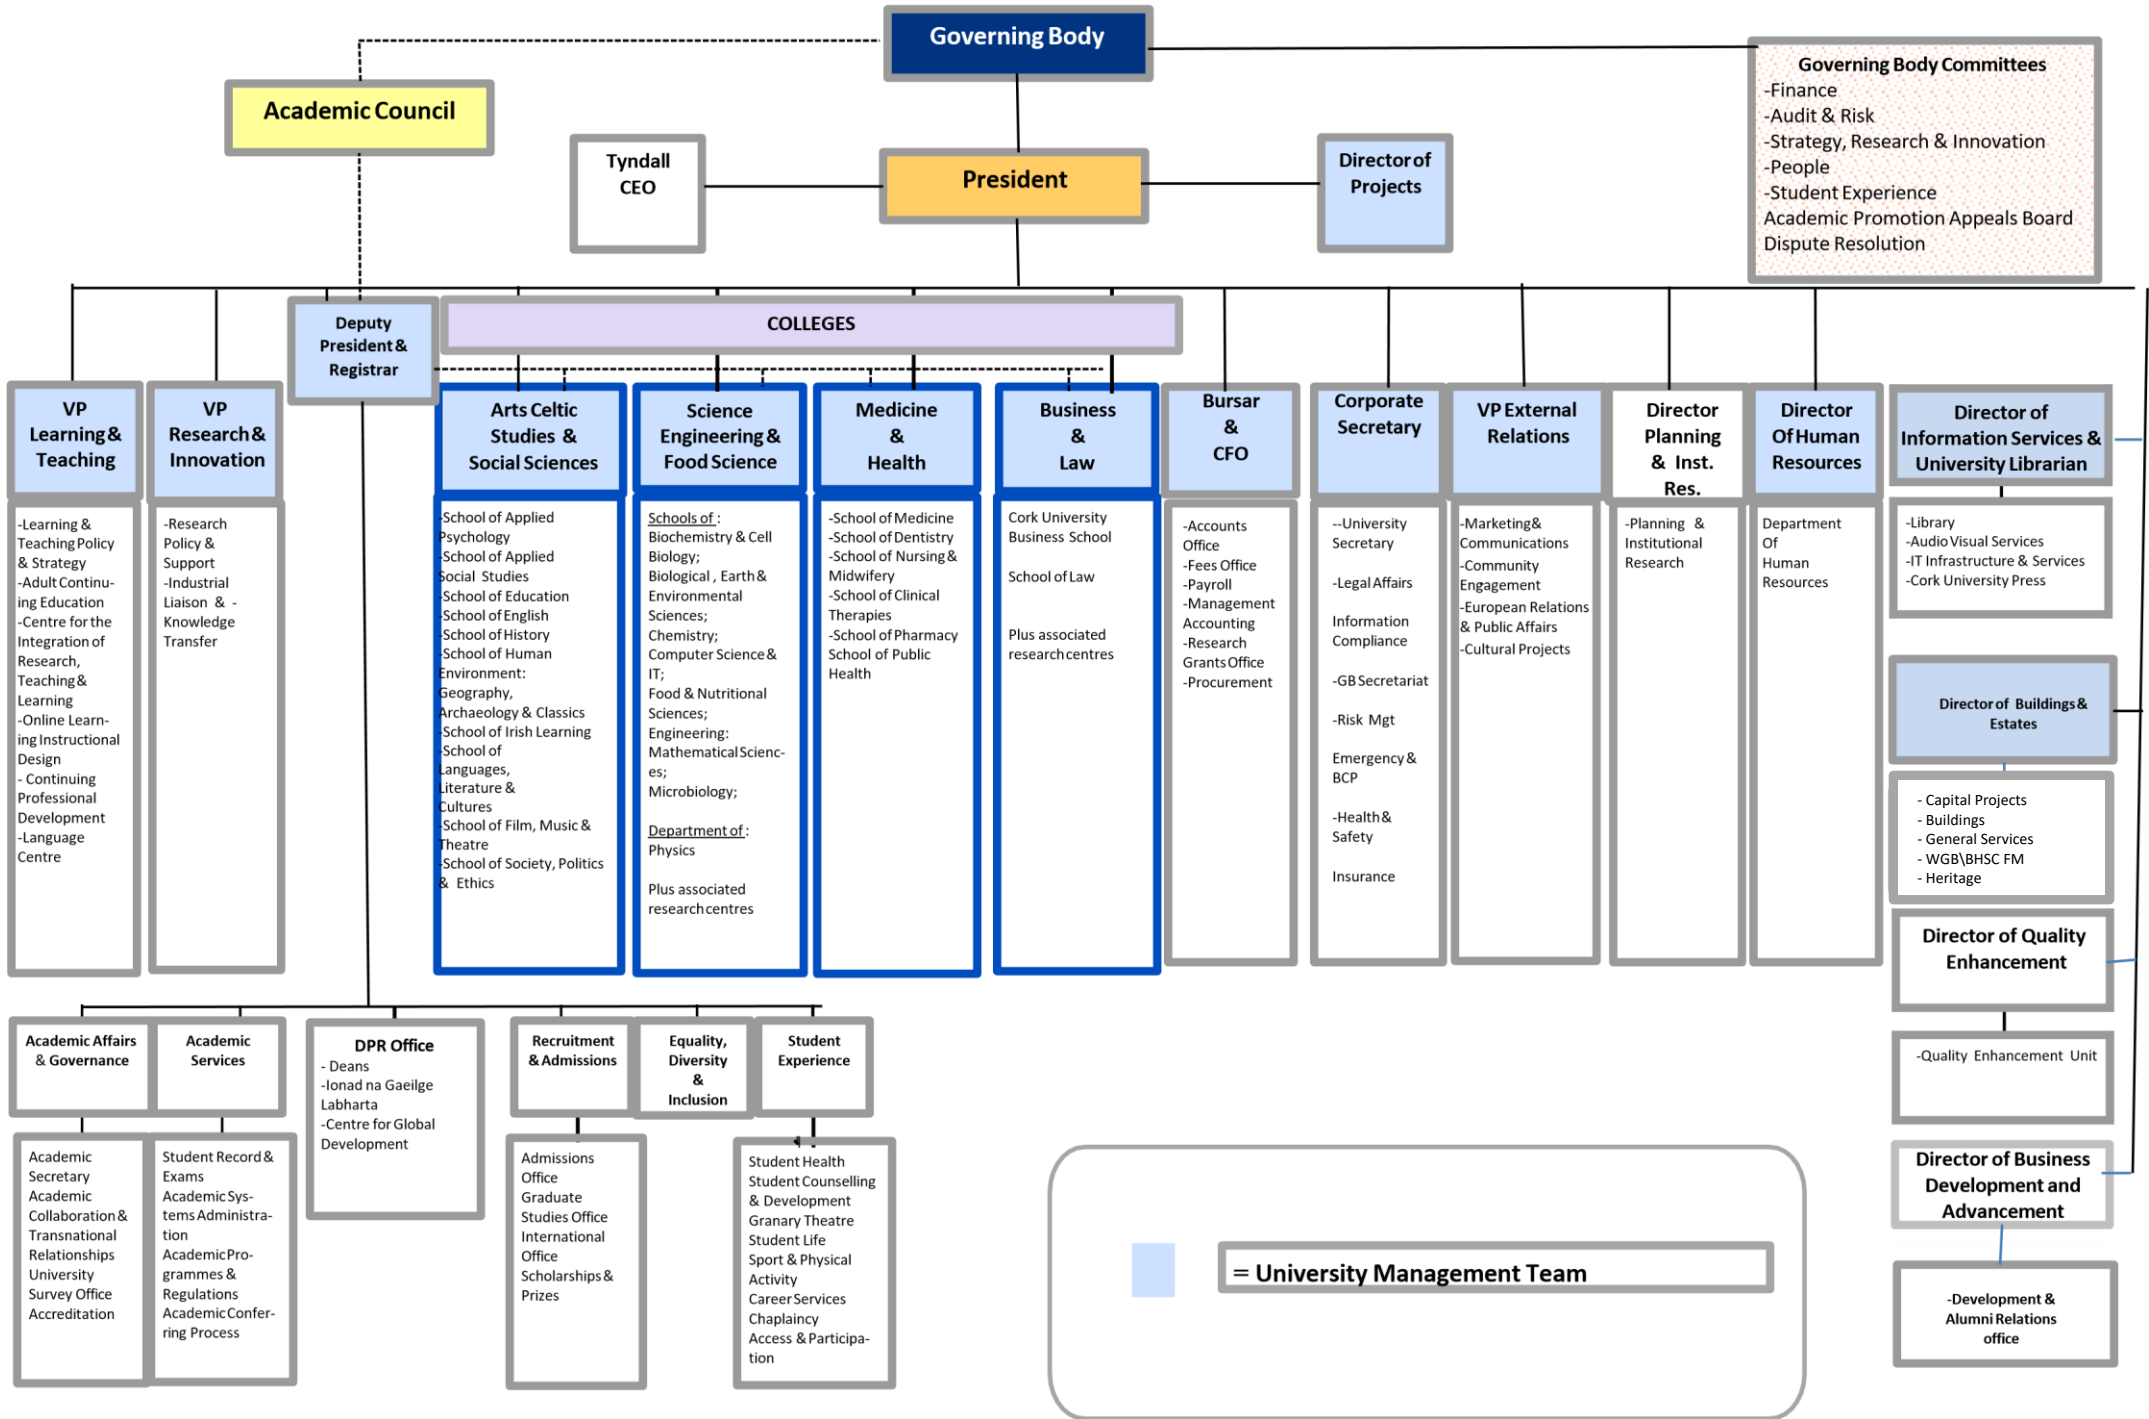 Governing Body
Governing Body Committees
-Finance
-Audit & Risk
-Strategy, Research & Innovation
-People
-Student Experience
Academic Promotion Appeals Board
Dispute Resolution
Academic Council
Tyndall
CEO
President
Director of
Projects
Deputy
President &
Registrar
COLLEGES
VP
Learning &
Teaching
-Learning &
Teaching Policy
& Strategy
-Adult Continu-
ing Education
-Centre for the
Integration of
Research,
Teaching &
Learning
-Online Learn-
ing Instructional
Design
- Continuing
Professional
Development
-Language
Centre
VP
Research &
Innovation
-Research
Policy &
Support
-Industrial
Liaison & -
Knowledge
Transfer
Arts Celtic
Studies &
Social Sciences
-School of Applied
Psychology
-School of Applied
Social Studies
-School of Education
-School of English
-School of History
-School of Human
Environment:
Geography,
Archaeology & Classics
-School of Irish Learning
-School of
Languages,
Literature &
Cultures
-School of Film, Music &
Theatre
-School of Society, Politics
& Ethics
Science
Engineering &
Food Science
Schools of :
Biochemistry & Cell
Biology;
Biological , Earth &
Environmental
Sciences;
Chemistry;
Computer Science &
IT;
Food & Nutritional
Sciences;
Engineering:
Mathematical Scienc-
es;
Microbiology;
Department of :
Physics
Plus associated
research centres
Medicine
&
Health
-School of Medicine
-School of Dentistry
-School of Nursing &
Midwifery
-School of Clinical
Therapies
-School of Pharmacy
School of Public
Health
Business
&
Law
Cork University
Business School
School of Law
Plus associated
research centres
Bursar
&
CFO
-Accounts
Office
-Fees Office
-Payroll
-Management
Accounting
-Research
Grants Office
-Procurement
Corporate
Secretary
--University
Secretary
-Legal Affairs
Information
Compliance
-GB Secretariat
-Risk Mgt
Emergency &
BCP
-Health &
Safety
Insurance
VP External
Relations
-Marketing &
Communications
-Community
Engagement
-European Relations
& Public Affairs
-Cultural Projects
Director
Planning
& Inst.
Res.
-Planning &
Institutional
Research
Director
Of Human
Resources
Department
Of
Human
Resources
Director of
Information Services &
University Librarian
-Library
-Audio Visual Services
-IT Infrastructure & Services
-Cork University Press
Director of Buildings &
Estates
- Capital Projects
- Buildings
- General Services
- WGB\BHSC FM
- Heritage
Director of Quality
Enhancement
-Quality Enhancement Unit
Director of Business
Development and
Advancement
-Development &
Alumni Relations
office
Academic Affairs
& Governance
Academic
Secretary
Academic
Collaboration &
Transnational
Relationships
University
Survey Office
Accreditation
Academic
Services
Student Record &
Exams
Academic Sys-
tems Administra-
tion
Academic Pro-
grammes &
Regulations
Academic Confer-
ring Process
DPR Office
- Deans
-Ionad na Gaeilge
Labharta
-Centre for Global
Development
Recruitment
& Admissions
Admissions
Office
Graduate
Studies Office
International
Office
Scholarships &
Prizes
Equality,
Diversity
&
Inclusion
Student
Experience
Student Health
Student Counselling
& Development
Granary Theatre
Student Life
Sport & Physical
Activity
Career Services
Chaplaincy
Access & Participa-
tion
= University Management Team